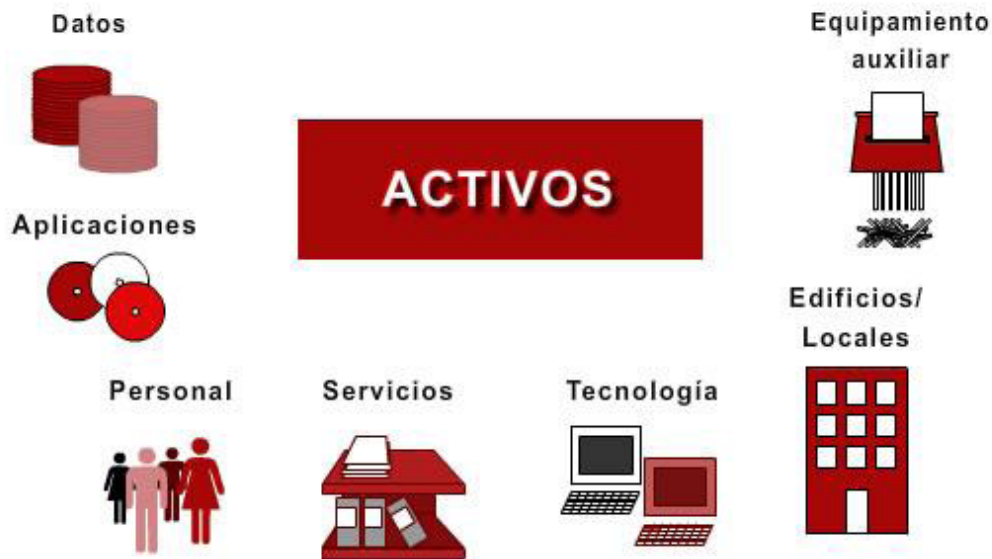 Datos
Equipamiento
auxiliar
ACTIVOS
Aplicaciones
Edificios/
Locales
Personal
Servicios
Tecnología